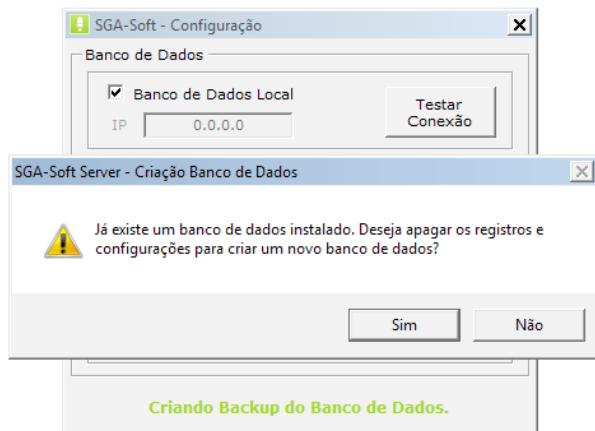 SGA-Soft - Configuração
Banco de Dados
Banco de Dados Local
IP 0.0.0.0
Testar
Conexão
SGA-Soft Server - Criação Banco de Dados
Já existe um banco de dados instalado. Deseja apagar os registros e
configurações para criar um novo banco de dados?
Sim Não
Criando Backup do Banco de Dados.